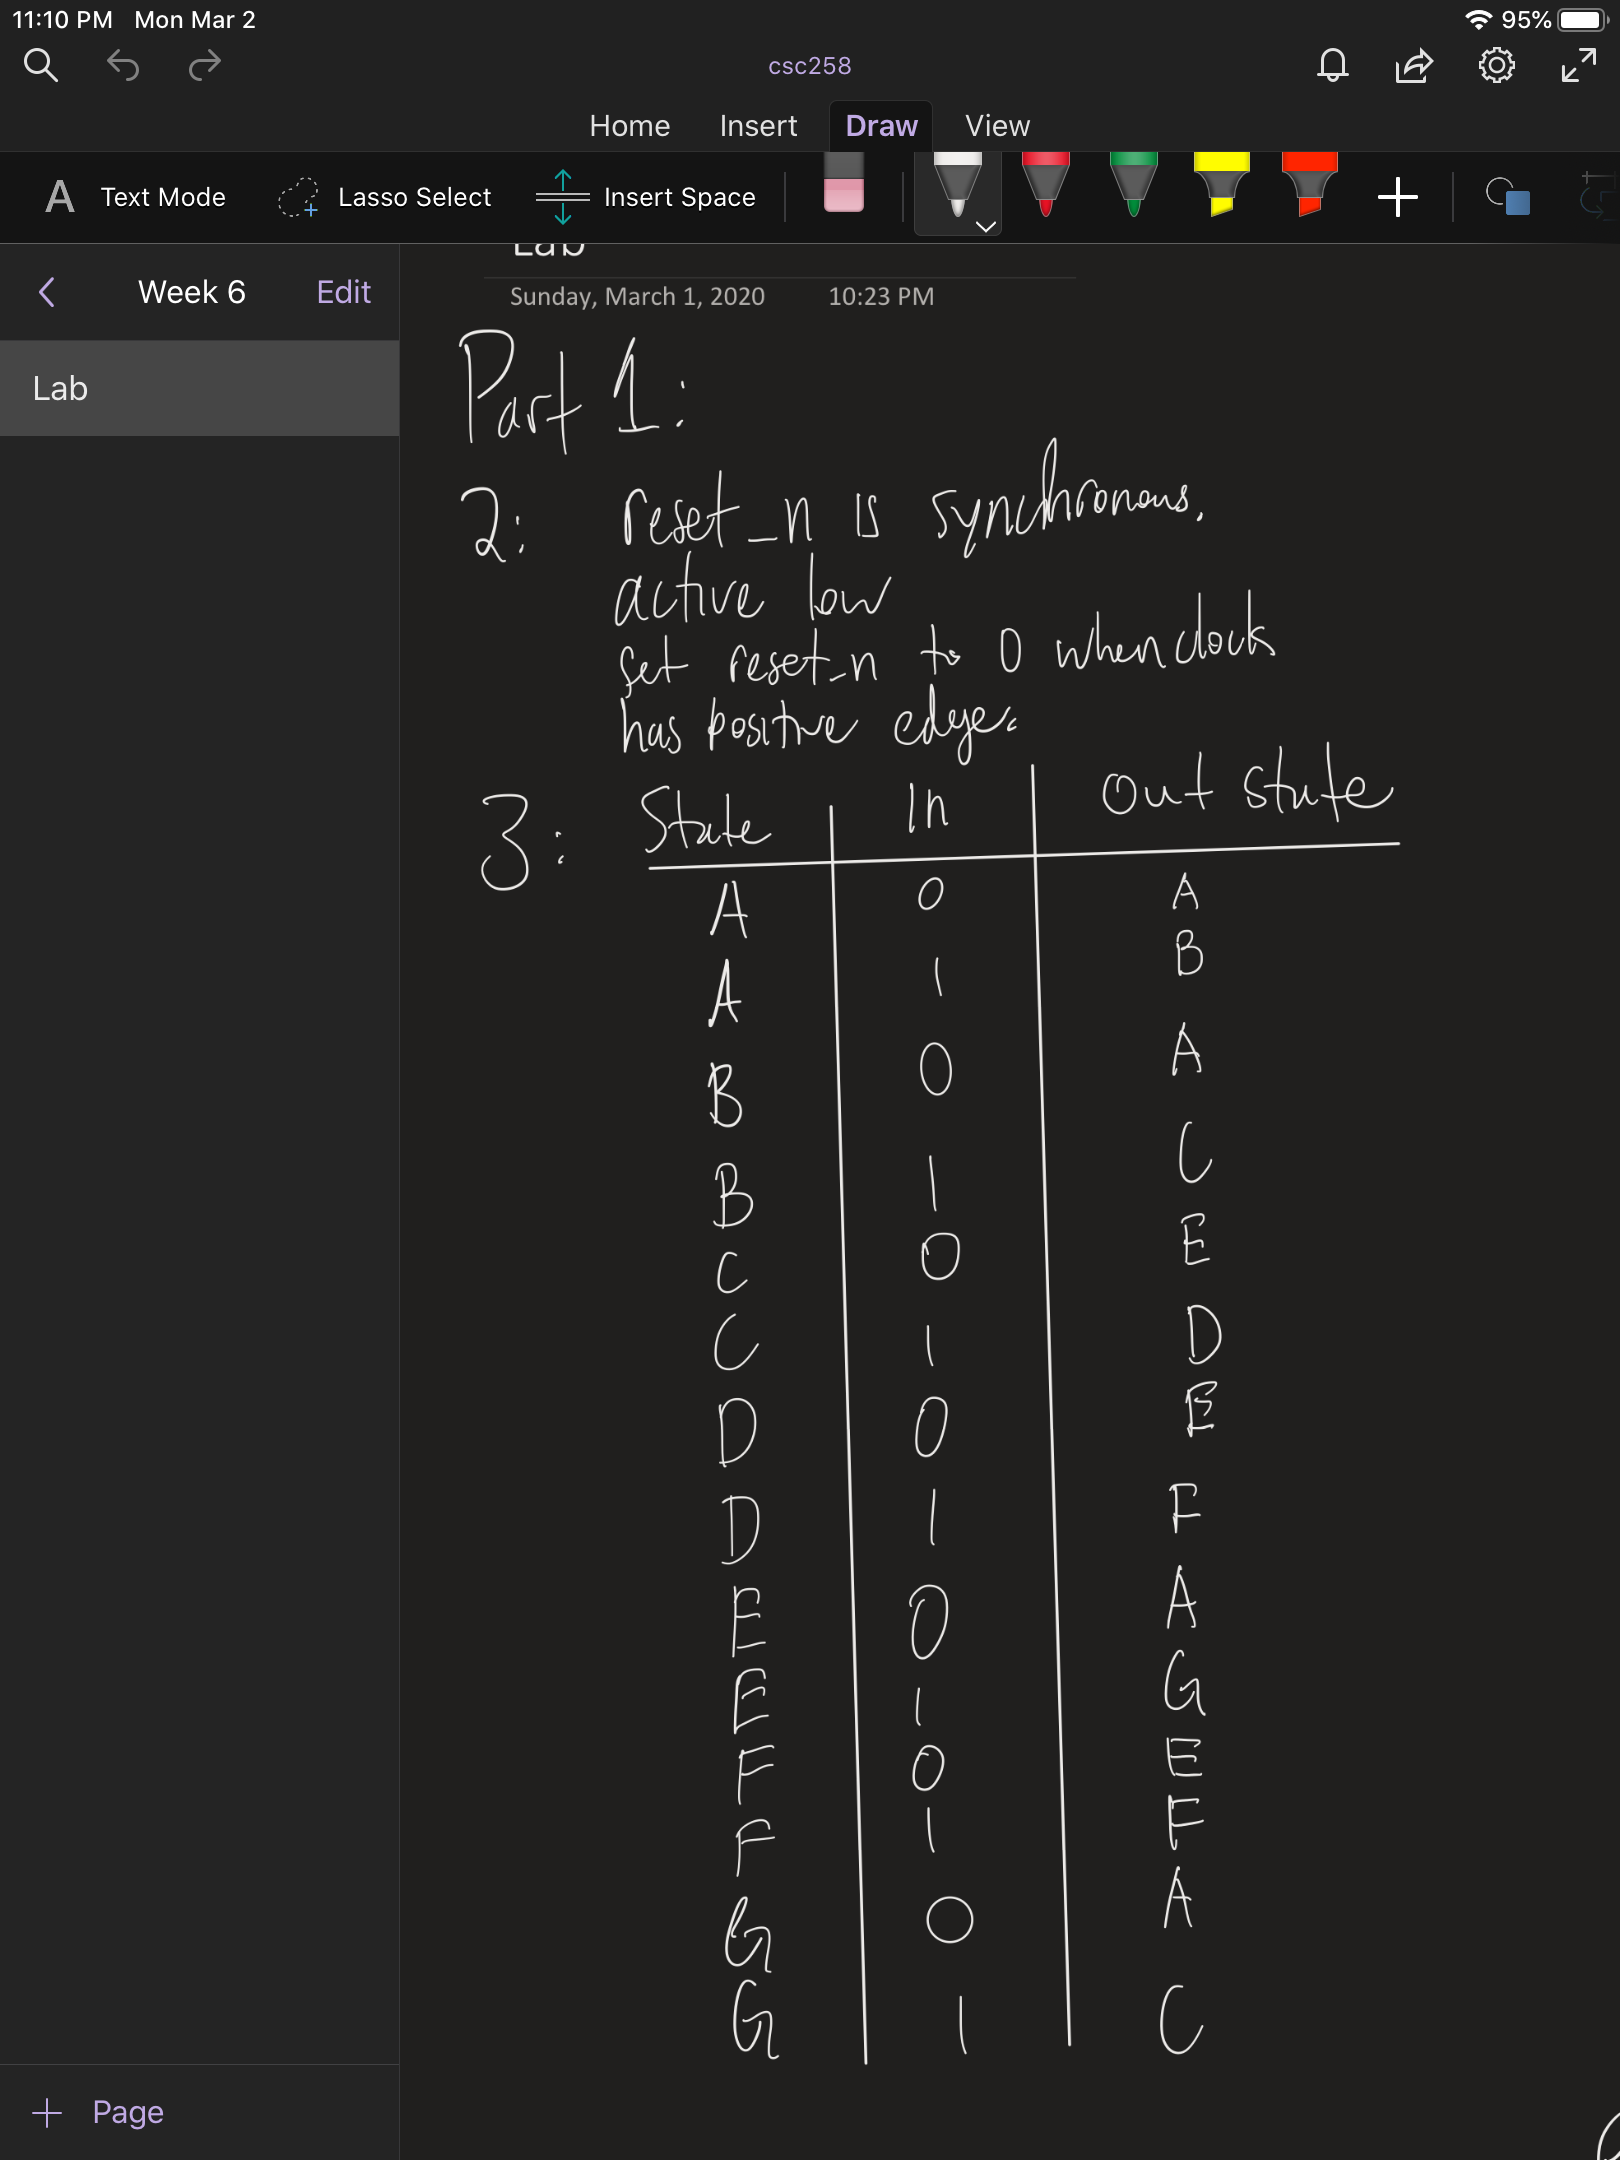 11:10 PM Mon Mar 2 95%
csc258
Home Insert Draw View
A Text Mode Lasso Select Insert Space
Week 6 Edit
Lab
Lab
Sunday, March 1, 2020 10:23 PM
Part 1:
2: reset_n is synchronous.
active low
set reset_n to 0 when clock
has positive edge.
3: State In Out state
A 0 A
A 1 B
B 0 A
B 1 C
C 0 E
C 1 D
D 0 E
D 1 F
E 0 A
E 1 G
F 0 E
F 1 F
G 0 A
G 1 C
+ Page